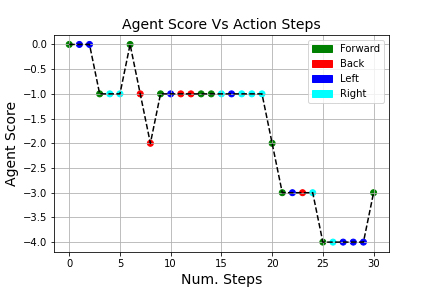 Agent Score Vs Action Steps
Agent Score
0.0
−0.5
−1.0
−1.5
−2.0
−2.5
−3.0
−3.5
−4.0
Forward
Back
Left
Right
0 5 10 15 20 25 30
Num. Steps